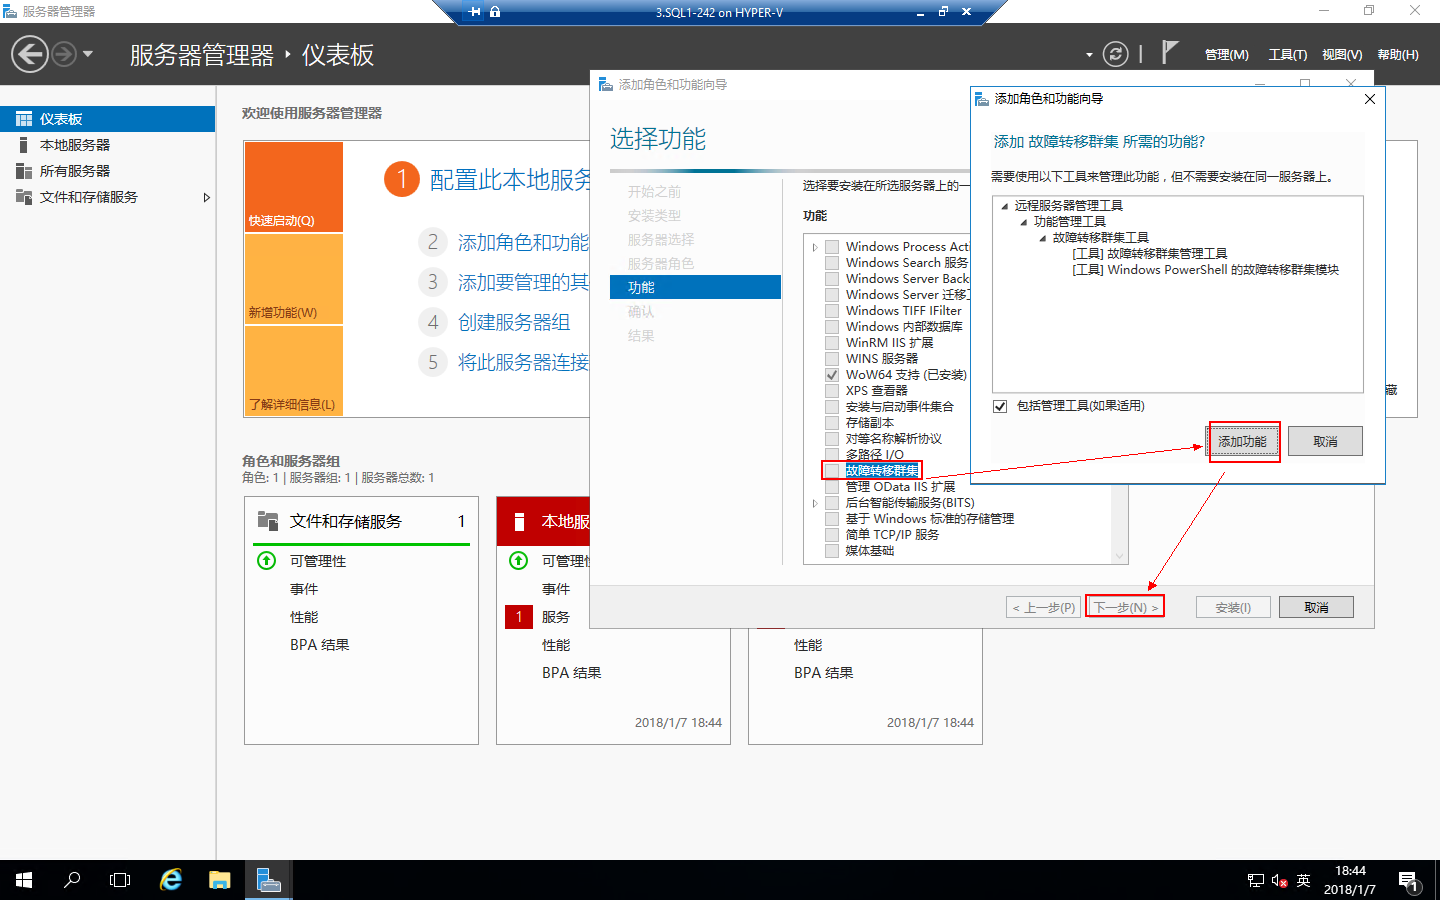 服务器管理器
3.SQL1-242 on HYPER-V
服务器管理器 · 仪表板
管理(M) 工具(T) 视图(V) 帮助(H)
仪表板
本地服务器
所有服务器
文件和存储服务
欢迎使用服务器管理器
快速启动(Q)
新增功能(W)
了解详细信息(L)
1 配置此本地服务
2 添加角色和功能
3 添加要管理的其
4 创建服务器组
5 将此服务器连接
藏
角色和服务器组
角色: 1 | 服务器组: 1 | 服务器总数: 1
文件和存储服务 1
可管理性
事件
性能
BPA 结果
本地服
可管理性
事件
1 服务
性能
BPA 结果
2018/1/7 18:44
性能
BPA 结果
2018/1/7 18:44
添加角色和功能向导
选择功能
开始之前
安装类型
服务器选择
服务器角色
功能
确认
结果
选择要安装在所选服务器上的一
功能
Windows Process Act
Windows Search 服务
Windows Server Back
Windows Server 迁移工
Windows TIFF IFilter
Windows 内部数据库
WinRM IIS 扩展
WINS 服务器
WoW64 支持 (已安装)
XPS 查看器
安装与启动事件集合
存储副本
对等名称解析协议
多路径 I/O
故障转移群集
管理 OData IIS 扩展
后台智能传输服务(BITS)
基于 Windows 标准的存储管理
简单 TCP/IP 服务
媒体基础
< 上一步(P) 下一步(N) > 安装(I) 取消
添加角色和功能向导
添加 故障转移群集 所需的功能?
需要使用以下工具来管理此功能，但不需要安装在同一服务器上。
远程服务器管理工具
功能管理工具
故障转移群集工具
[工具] 故障转移群集管理工具
[工具] Windows PowerShell 的故障转移群集模块
包括管理工具(如果适用)
添加功能 取消
英
18:44
2018/1/7
1